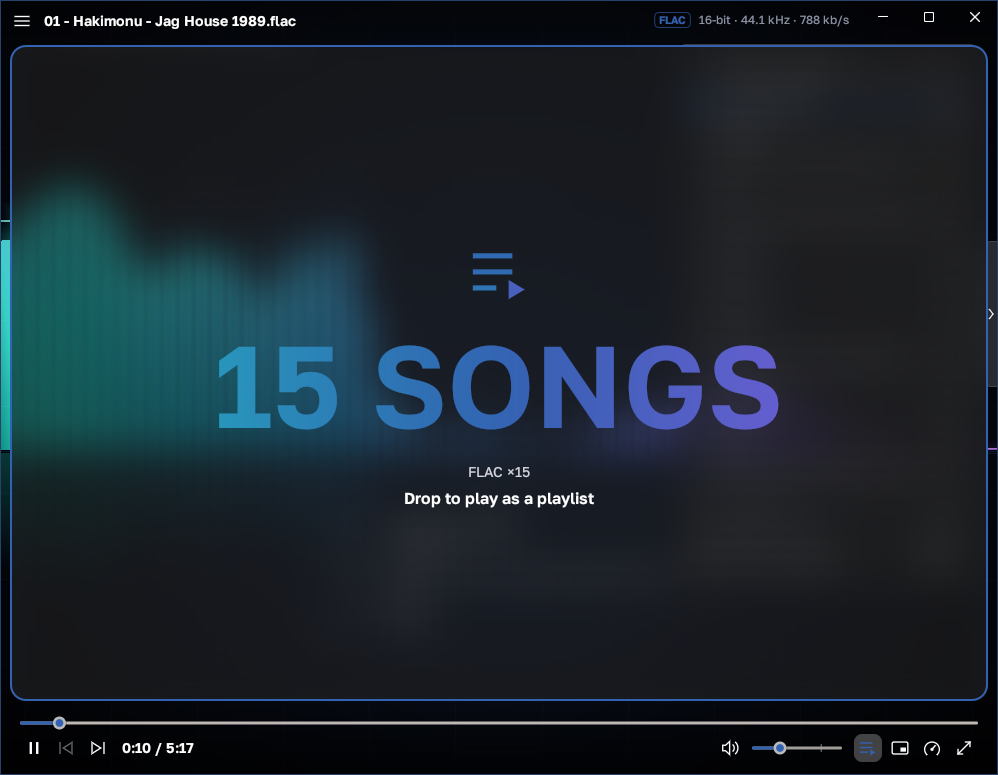 01 - Hakimonu - Jag House 1989.flac
FLAC 16-bit · 44.1 kHz · 788 kb/s
15 SONGS
FLAC ×15
Drop to play as a playlist
0:10 / 5:17